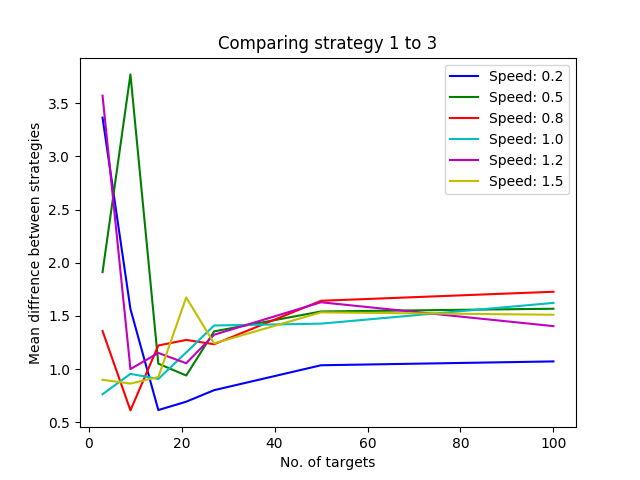 Comparing strategy 1 to 3
Mean diffrence between strategies
3.5
3.0
2.5
2.0
1.5
1.0
0.5
Speed: 0.2
Speed: 0.5
Speed: 0.8
Speed: 1.0
Speed: 1.2
Speed: 1.5
0 20 40 60 80 100
No. of targets